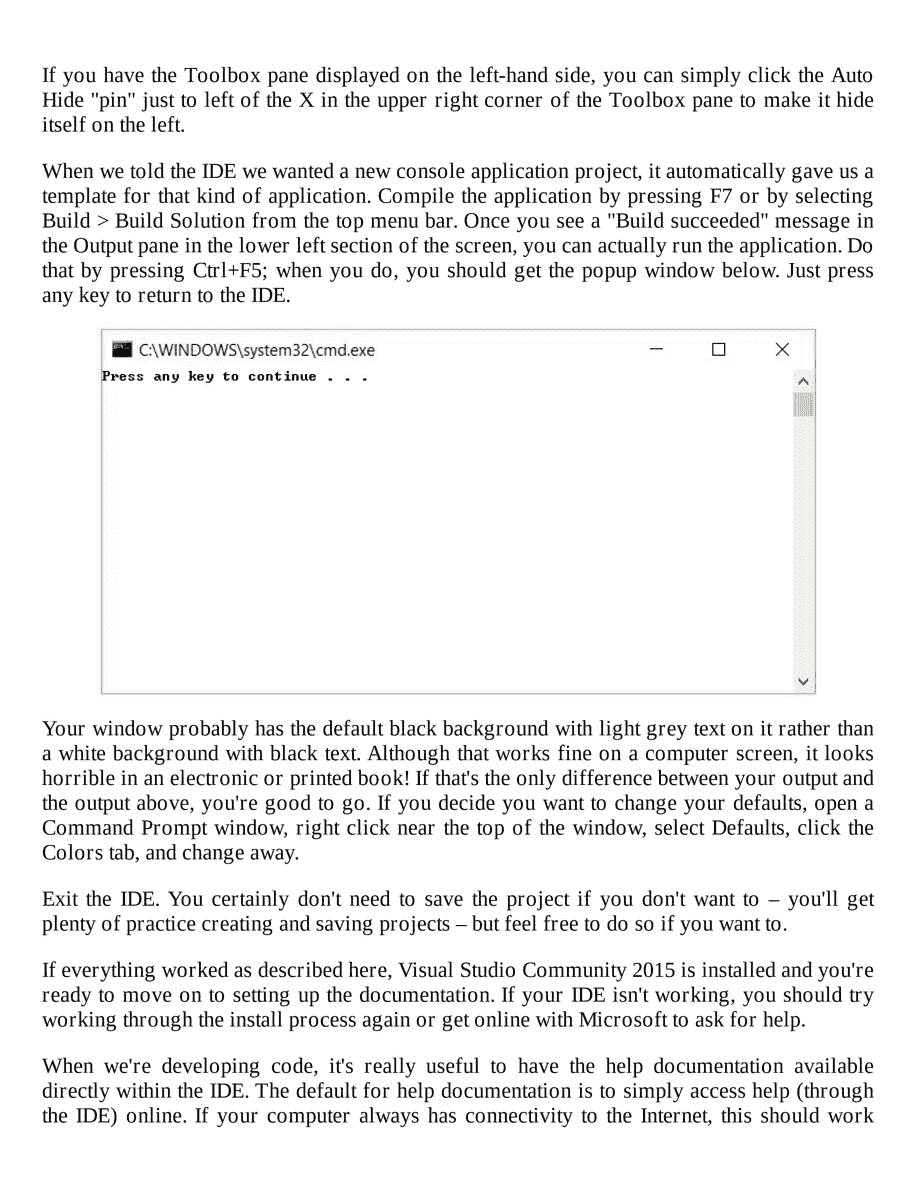 If you have the Toolbox pane displayed on the left-hand side, you can simply click the Auto
Hide "pin" just to left of the X in the upper right corner of the Toolbox pane to make it hide
itself on the left.
When we told the IDE we wanted a new console application project, it automatically gave us a
template for that kind of application. Compile the application by pressing F7 or by selecting
Build > Build Solution from the top menu bar. Once you see a "Build succeeded" message in
the Output pane in the lower left section of the screen, you can actually run the application. Do
that by pressing Ctrl+F5; when you do, you should get the popup window below. Just press
any key to return to the IDE.
C:\WINDOWS\system32\cmd.exe
Press any key to continue . . .
Your window probably has the default black background with light grey text on it rather than
a white background with black text. Although that works fine on a computer screen, it looks
horrible in an electronic or printed book! If that's the only difference between your output and
the output above, you're good to go. If you decide you want to change your defaults, open a
Command Prompt window, right click near the top of the window, select Defaults, click the
Colors tab, and change away.
Exit the IDE. You certainly don't need to save the project if you don't want to – you'll get
plenty of practice creating and saving projects – but feel free to do so if you want to.
If everything worked as described here, Visual Studio Community 2015 is installed and you're
ready to move on to setting up the documentation. If your IDE isn't working, you should try
working through the install process again or get online with Microsoft to ask for help.
When we're developing code, it's really useful to have the help documentation available
directly within the IDE. The default for help documentation is to simply access help (through
the IDE) online. If your computer always has connectivity to the Internet, this should work